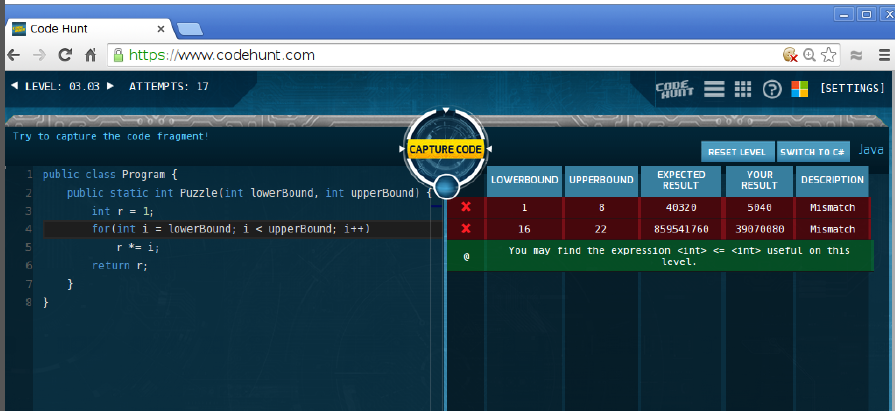 Code Hunt
https://www.codehunt.com
LEVEL: 03.03 ATTEMPTS: 17
CODE HUNT
[SETTINGS]
Try to capture the code fragment!
CAPTURE CODE
RESET LEVEL SWITCH TO C# Java
1 public class Program {
2 public static int Puzzle(int lowerBound, int upperBound) {
3 int r = 1;
4 for(int i = lowerBound; i < upperBound; i++)
5 r *= i;
6 return r;
7 }
8 }
LOWERBOUND UPPERBOUND EXPECTED RESULT YOUR RESULT DESCRIPTION
1 8 40320 5040 Mismatch
16 22 859541760 39070080 Mismatch
@ You may find the expression <int> <= <int> useful on this
level.